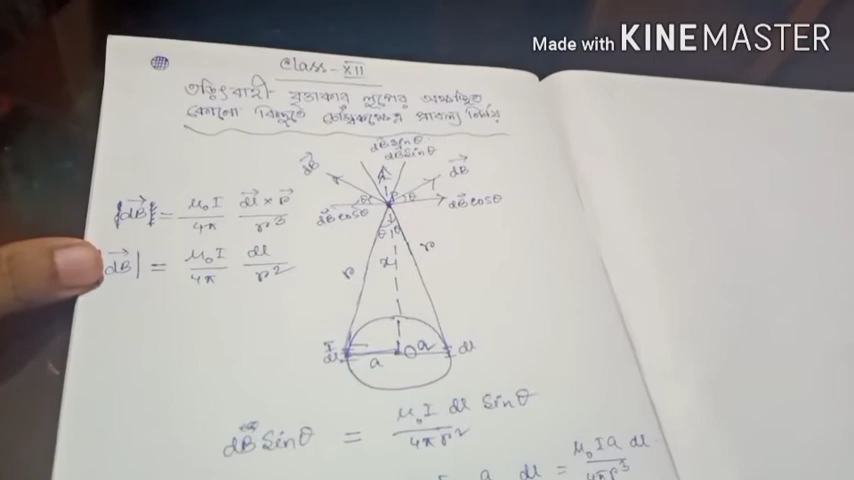 Made with KINEMASTER
Class - XII
তড়িৎবাহী বৃত্তাকার লুপের অক্ষস্থিত
কোনো বিন্দুতে চৌম্বকক্ষেত্র প্রাবল্য নির্ণয়
dB sinθ
dB sinθ
dB dB
P
θ θ
dB cosθ dB cosθ
θ θ
r x r
I
dl a O a dl
dB = μ₀I/4π dl × r/r³
|dB| = μ₀I/4π dl/r²
dB sinθ = μ₀I dl sinθ/4πr²
a dl = μ₀Ia dl/4πr³